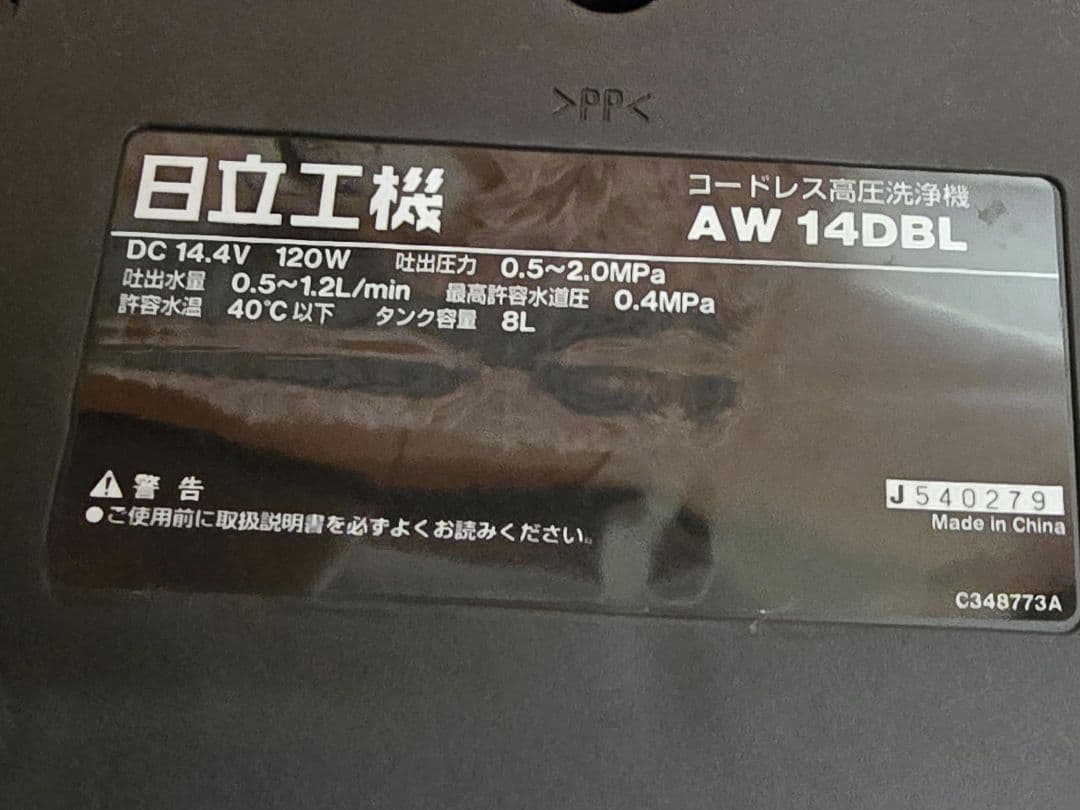 >PP<
日立工機
コードレス高圧洗浄機
AW 14DBL
DC 14.4V 120W 吐出圧力 0.5~2.0MPa
吐出水量 0.5~1.2L/min 最高許容水道圧 0.4MPa
許容水温 40℃以下 タンク容量 8L
警告
●ご使用前に取扱説明書を必ずよくお読みください。
J540279
Made in China
C348773A